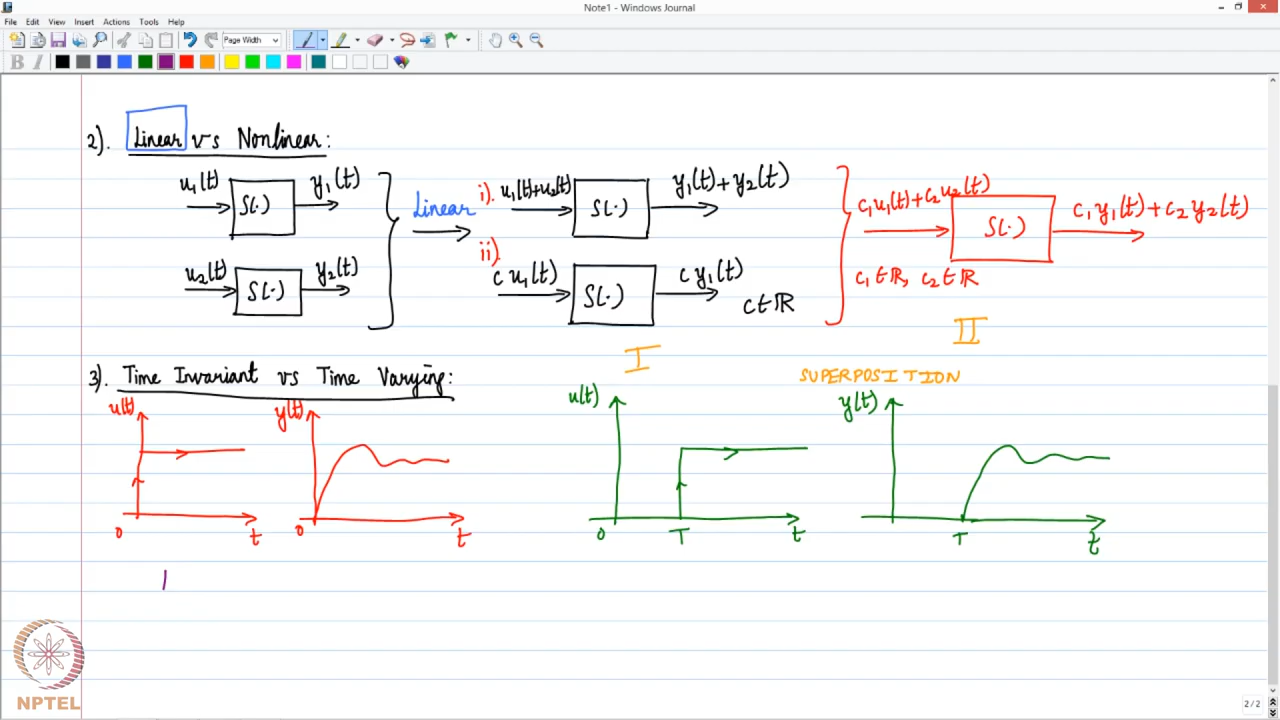 Note1 - Windows Journal
File Edit View Insert Actions Tools Help
Page Width
B I
2). Linear vs Nonlinear:
u₁(t) S(.) y₁(t)
Linear
i). u₁(t)+u₂(t) S(.) y₁(t)+y₂(t)
c₁u₁(t)+c₂u₂(t) S(.) c₁y₁(t)+c₂y₂(t)
u₂(t) S(.) y₂(t)
ii). c u₁(t) S(.) c y₁(t)
c∈ℝ
c₁∈ℝ, c₂∈ℝ
I
II
3). Time Invariant vs Time Varying:
SUPERPOSITION
u(t) y(t) u(t) y(t)
0 t 0 t 0 T t T t
NPTEL
2 / 2